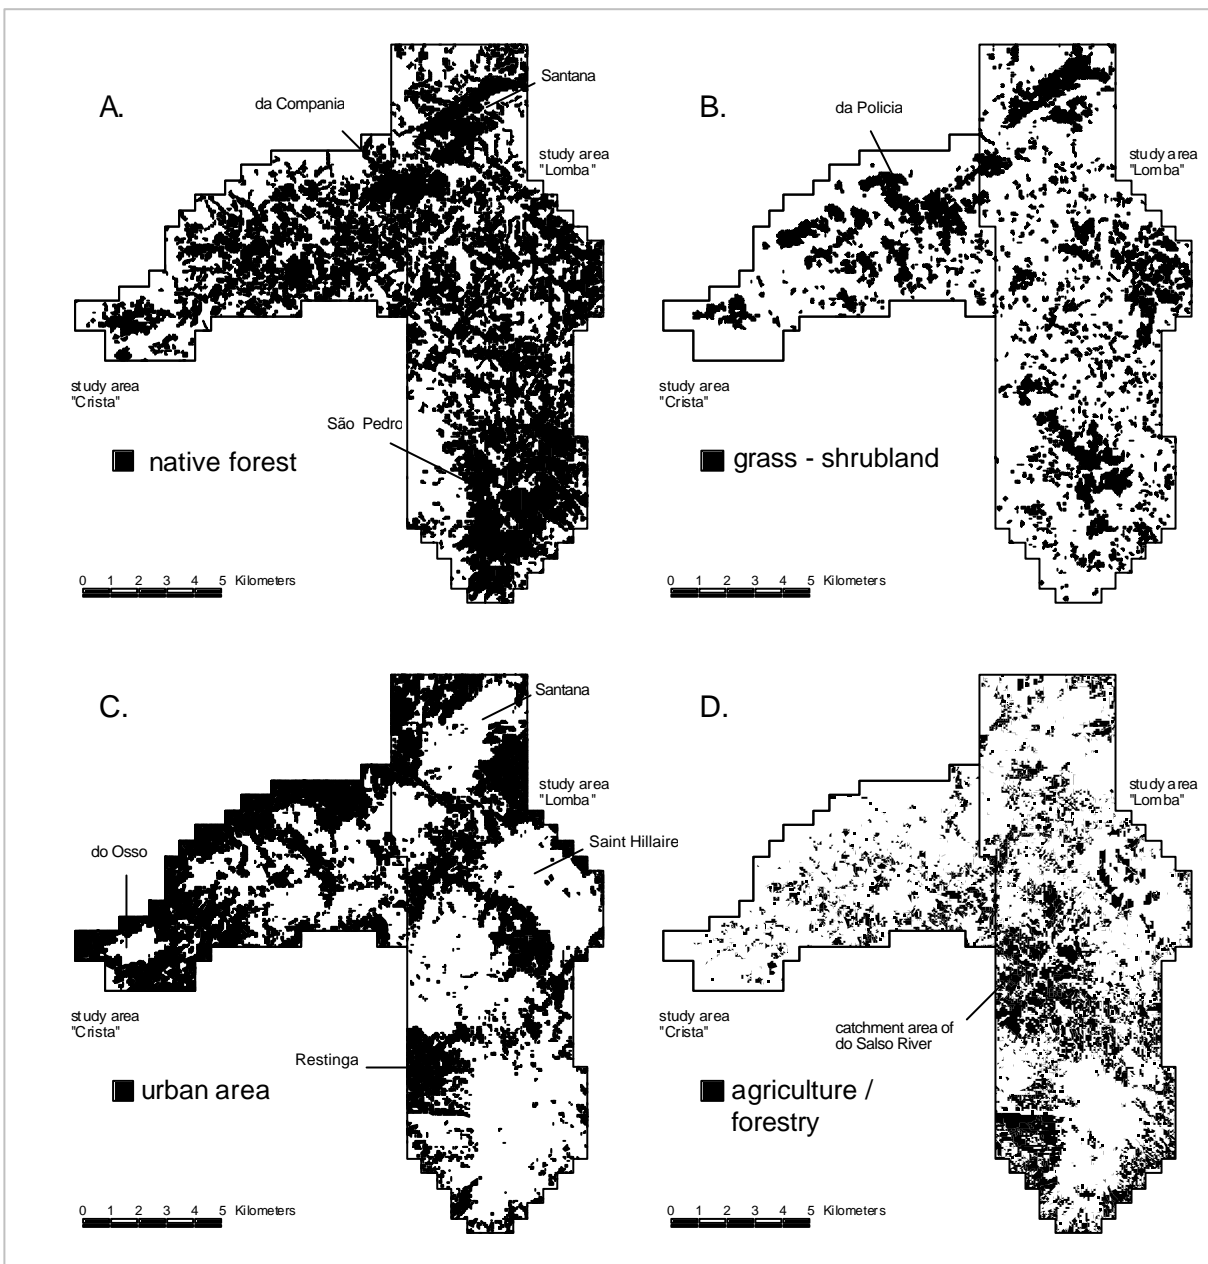 A.
da Compania
Santana
study area
"Lomba"
study area
"Crista"
São Pedro
native forest
0 1 2 3 4 5 Kilometers
B.
da Policia
study area
"Lomba"
study area
"Crista"
grass - shrubland
0 1 2 3 4 5 Kilometers
C.
Santana
study area
"Lomba"
Saint Hillaire
do Osso
study area
"Crista"
Restinga
urban area
0 1 2 3 4 5 Kilometers
D.
study area
"Lomba"
study area
"Crista"
catchment area of
do Salso River
agriculture /
forestry
0 1 2 3 4 5 Kilometers